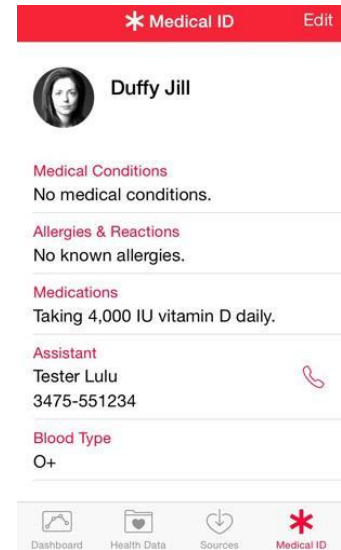 Medical ID Edit
Duffy Jill
Medical Conditions
No medical conditions.
Allergies & Reactions
No known allergies.
Medications
Taking 4,000 IU vitamin D daily.
Assistant
Tester Lulu
3475-551234
Blood Type
O+
Dashboard Health Data Sources Medical ID